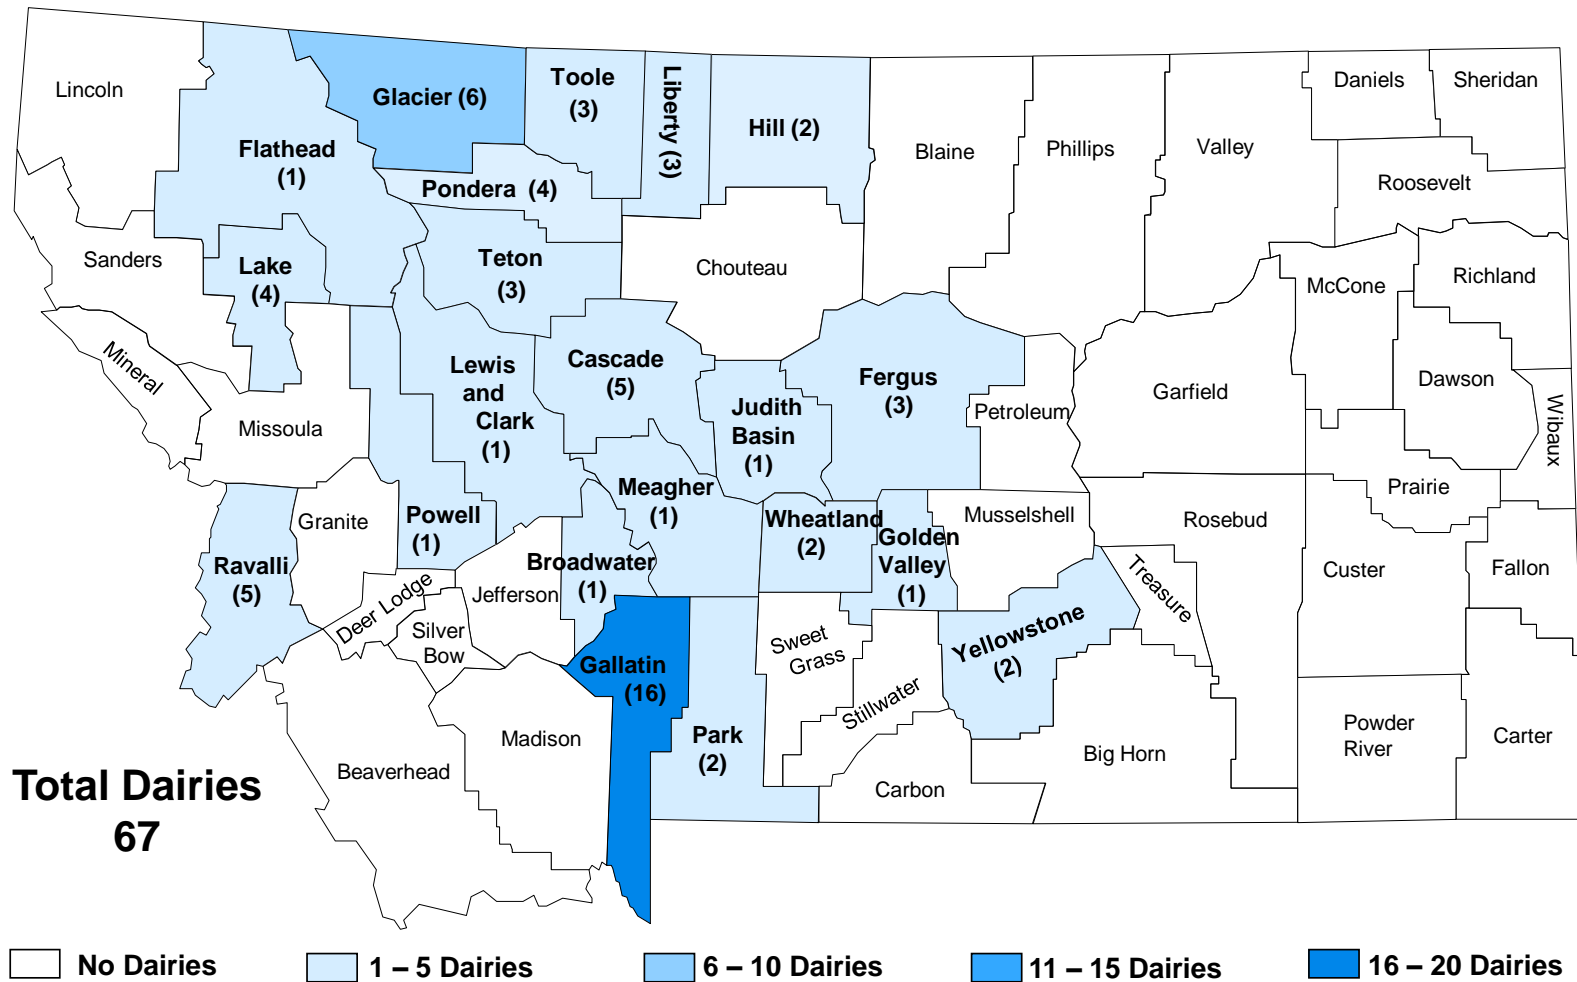 Lincoln
Flathead
(1)
Glacier (6)
Toole
(3)
Liberty (3)
Hill (2)
Blaine
Phillips
Valley
Daniels
Sheridan
Roosevelt
Pondera (4)
Sanders
Lake
(4)
Teton
(3)
Chouteau
McCone
Richland
Mineral
Missoula
Lewis
and
Clark
(1)
Cascade
(5)
Judith
Basin
(1)
Fergus
(3)
Petroleum
Garfield
Dawson
Wibaux
Prairie
Granite
Powell
(1)
Meagher
(1)
Wheatland
(2)
Golden
Valley
(1)
Musselshell
Rosebud
Treasure
Custer
Fallon
Ravalli
(5)
Deer Lodge
Silver
Bow
Jefferson
Broadwater
(1)
Gallatin
(16)
Park
(2)
Sweet
Grass
Stillwater
Yellowstone
(2)
Madison
Beaverhead
Carbon
Big Horn
Powder
River
Carter
Total Dairies
67
No Dairies
1 – 5 Dairies
6 – 10 Dairies
11 – 15 Dairies
16 – 20 Dairies